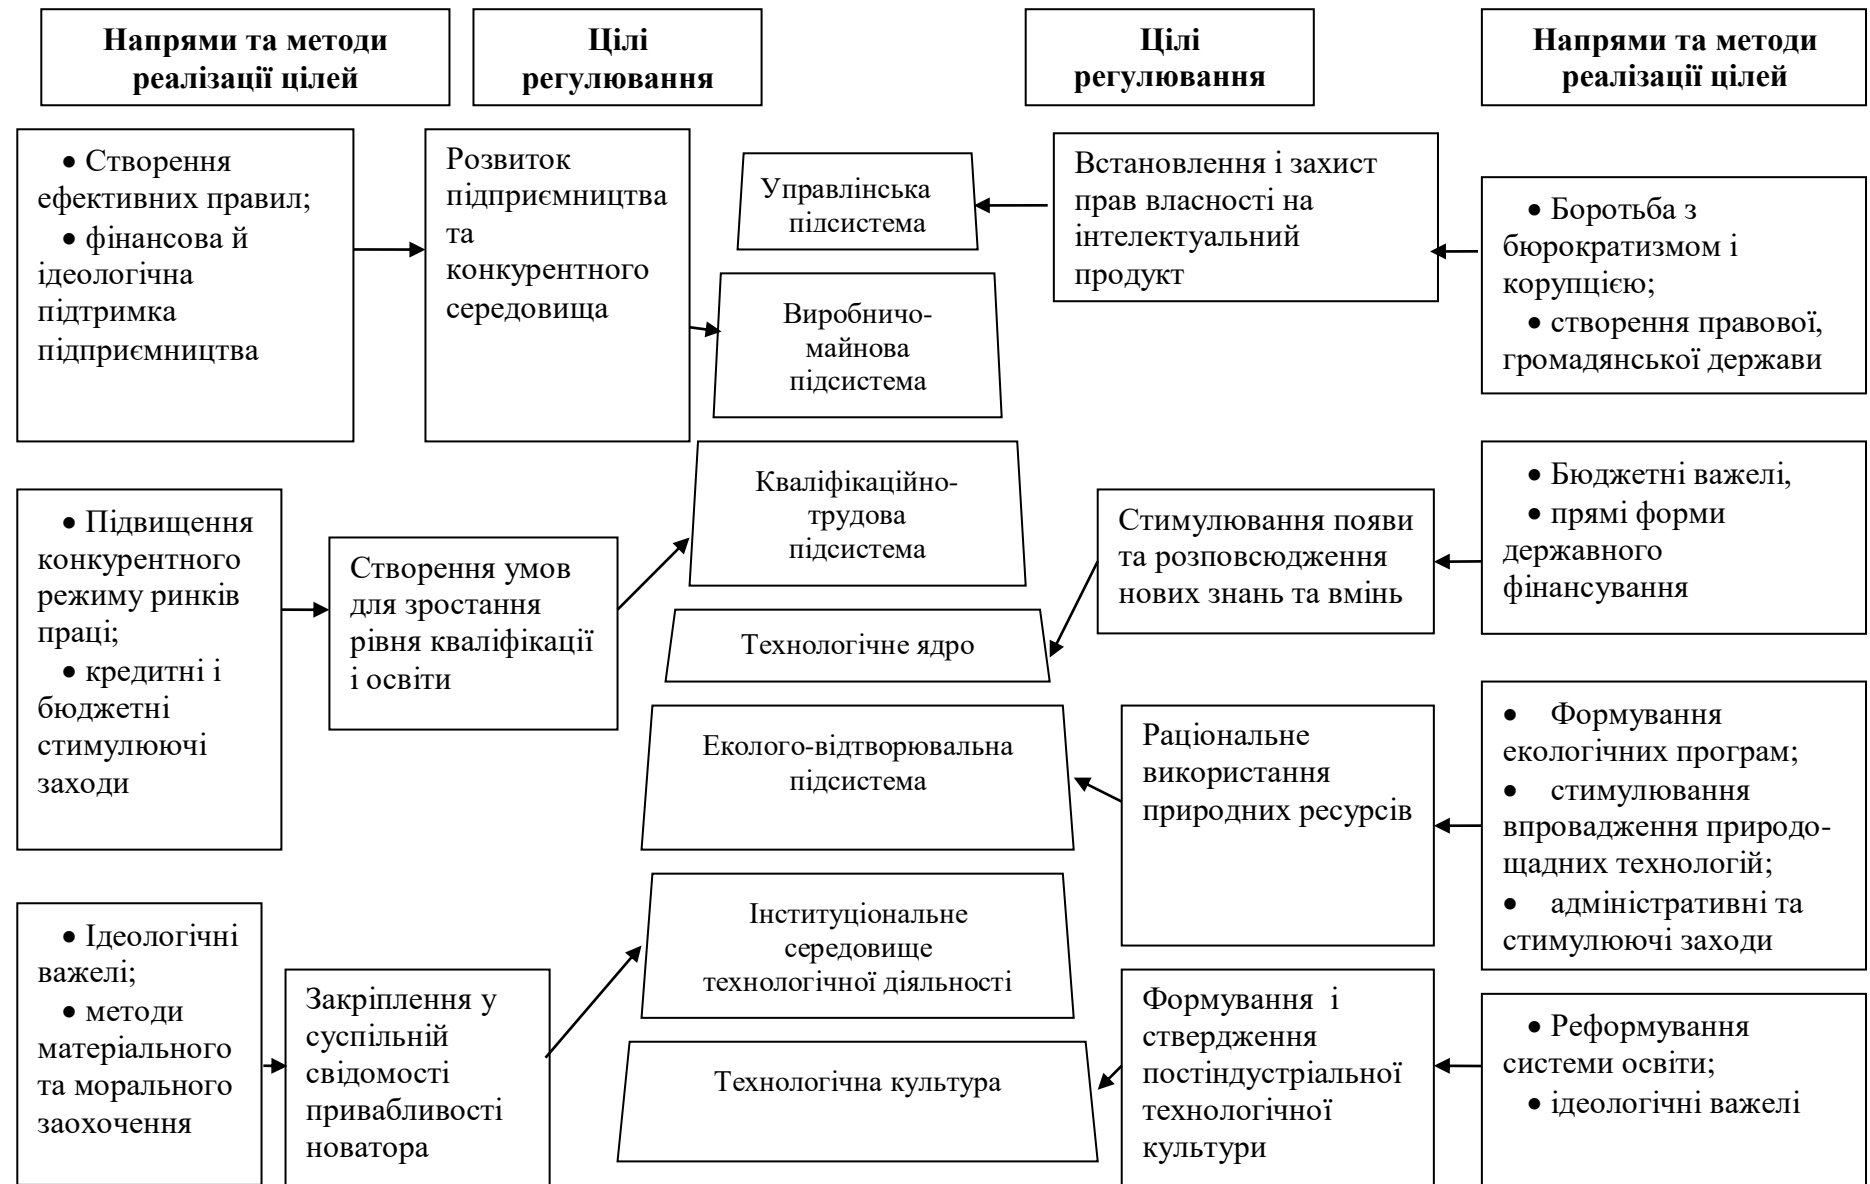 Напрями та методи
реалізації цілей
Цілі
регулювання
Цілі
регулювання
Напрями та методи
реалізації цілей
• Створення
ефективних правил;
• фінансова й
ідеологічна
підтримка
підприємництва
Розвиток
підприємництва
та
конкурентного
середовища
Управлінська
підсистема
Встановлення і захист
прав власності на
інтелектуальний
продукт
• Боротьба з
бюрократизмом і
корупцією;
• створення правової,
громадянської держави
Виробничо-
майнова
підсистема
• Підвищення
конкурентного
режиму ринків
праці;
• кредитні і
бюджетні
стимулюючі
заходи
Створення умов
для зростання
рівня кваліфікації
і освіти
Кваліфікаційно-
трудова
підсистема
Стимулювання появи
та розповсюдження
нових знань та вмінь
• Бюджетні важелі,
• прямі форми
державного
фінансування
Технологічне ядро
Еколого-відтворювальна
підсистема
Раціональне
використання
природних ресурсів
• Формування
екологічних програм;
• стимулювання
впровадження природо-
щадних технологій;
• адміністративні та
стимулюючі заходи
• Ідеологічні
важелі;
• методи
матеріального
та морального
заохочення
Закріплення у
суспільній
свідомості
привабливості
новатора
Інституціональне
середовище
технологічної діяльності
Технологічна культура
Формування і
ствердження
постіндустріальної
технологічної
культури
• Реформування
системи освіти;
• ідеологічні важелі